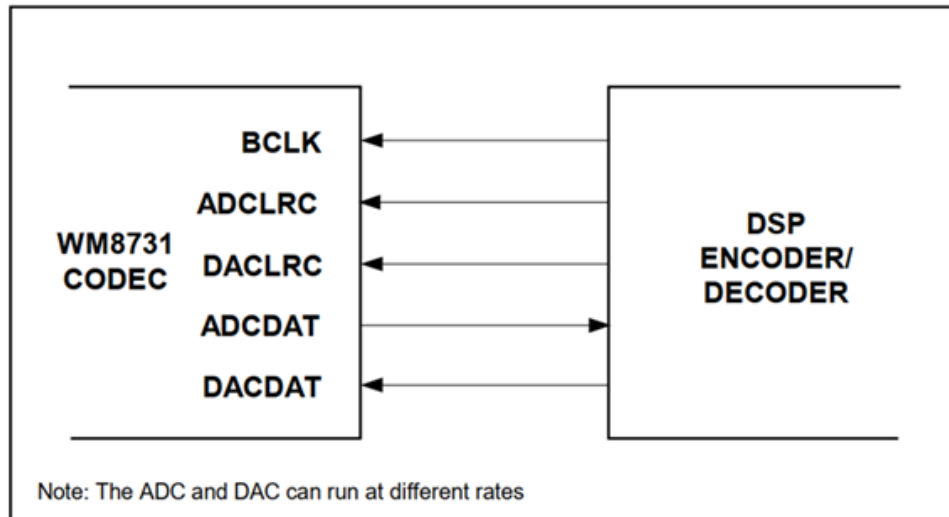 BCLK
ADCLRC
DACLRC
ADCDAT
DACDAT
WM8731
CODEC
DSP
ENCODER/
DECODER
Note: The ADC and DAC can run at different rates